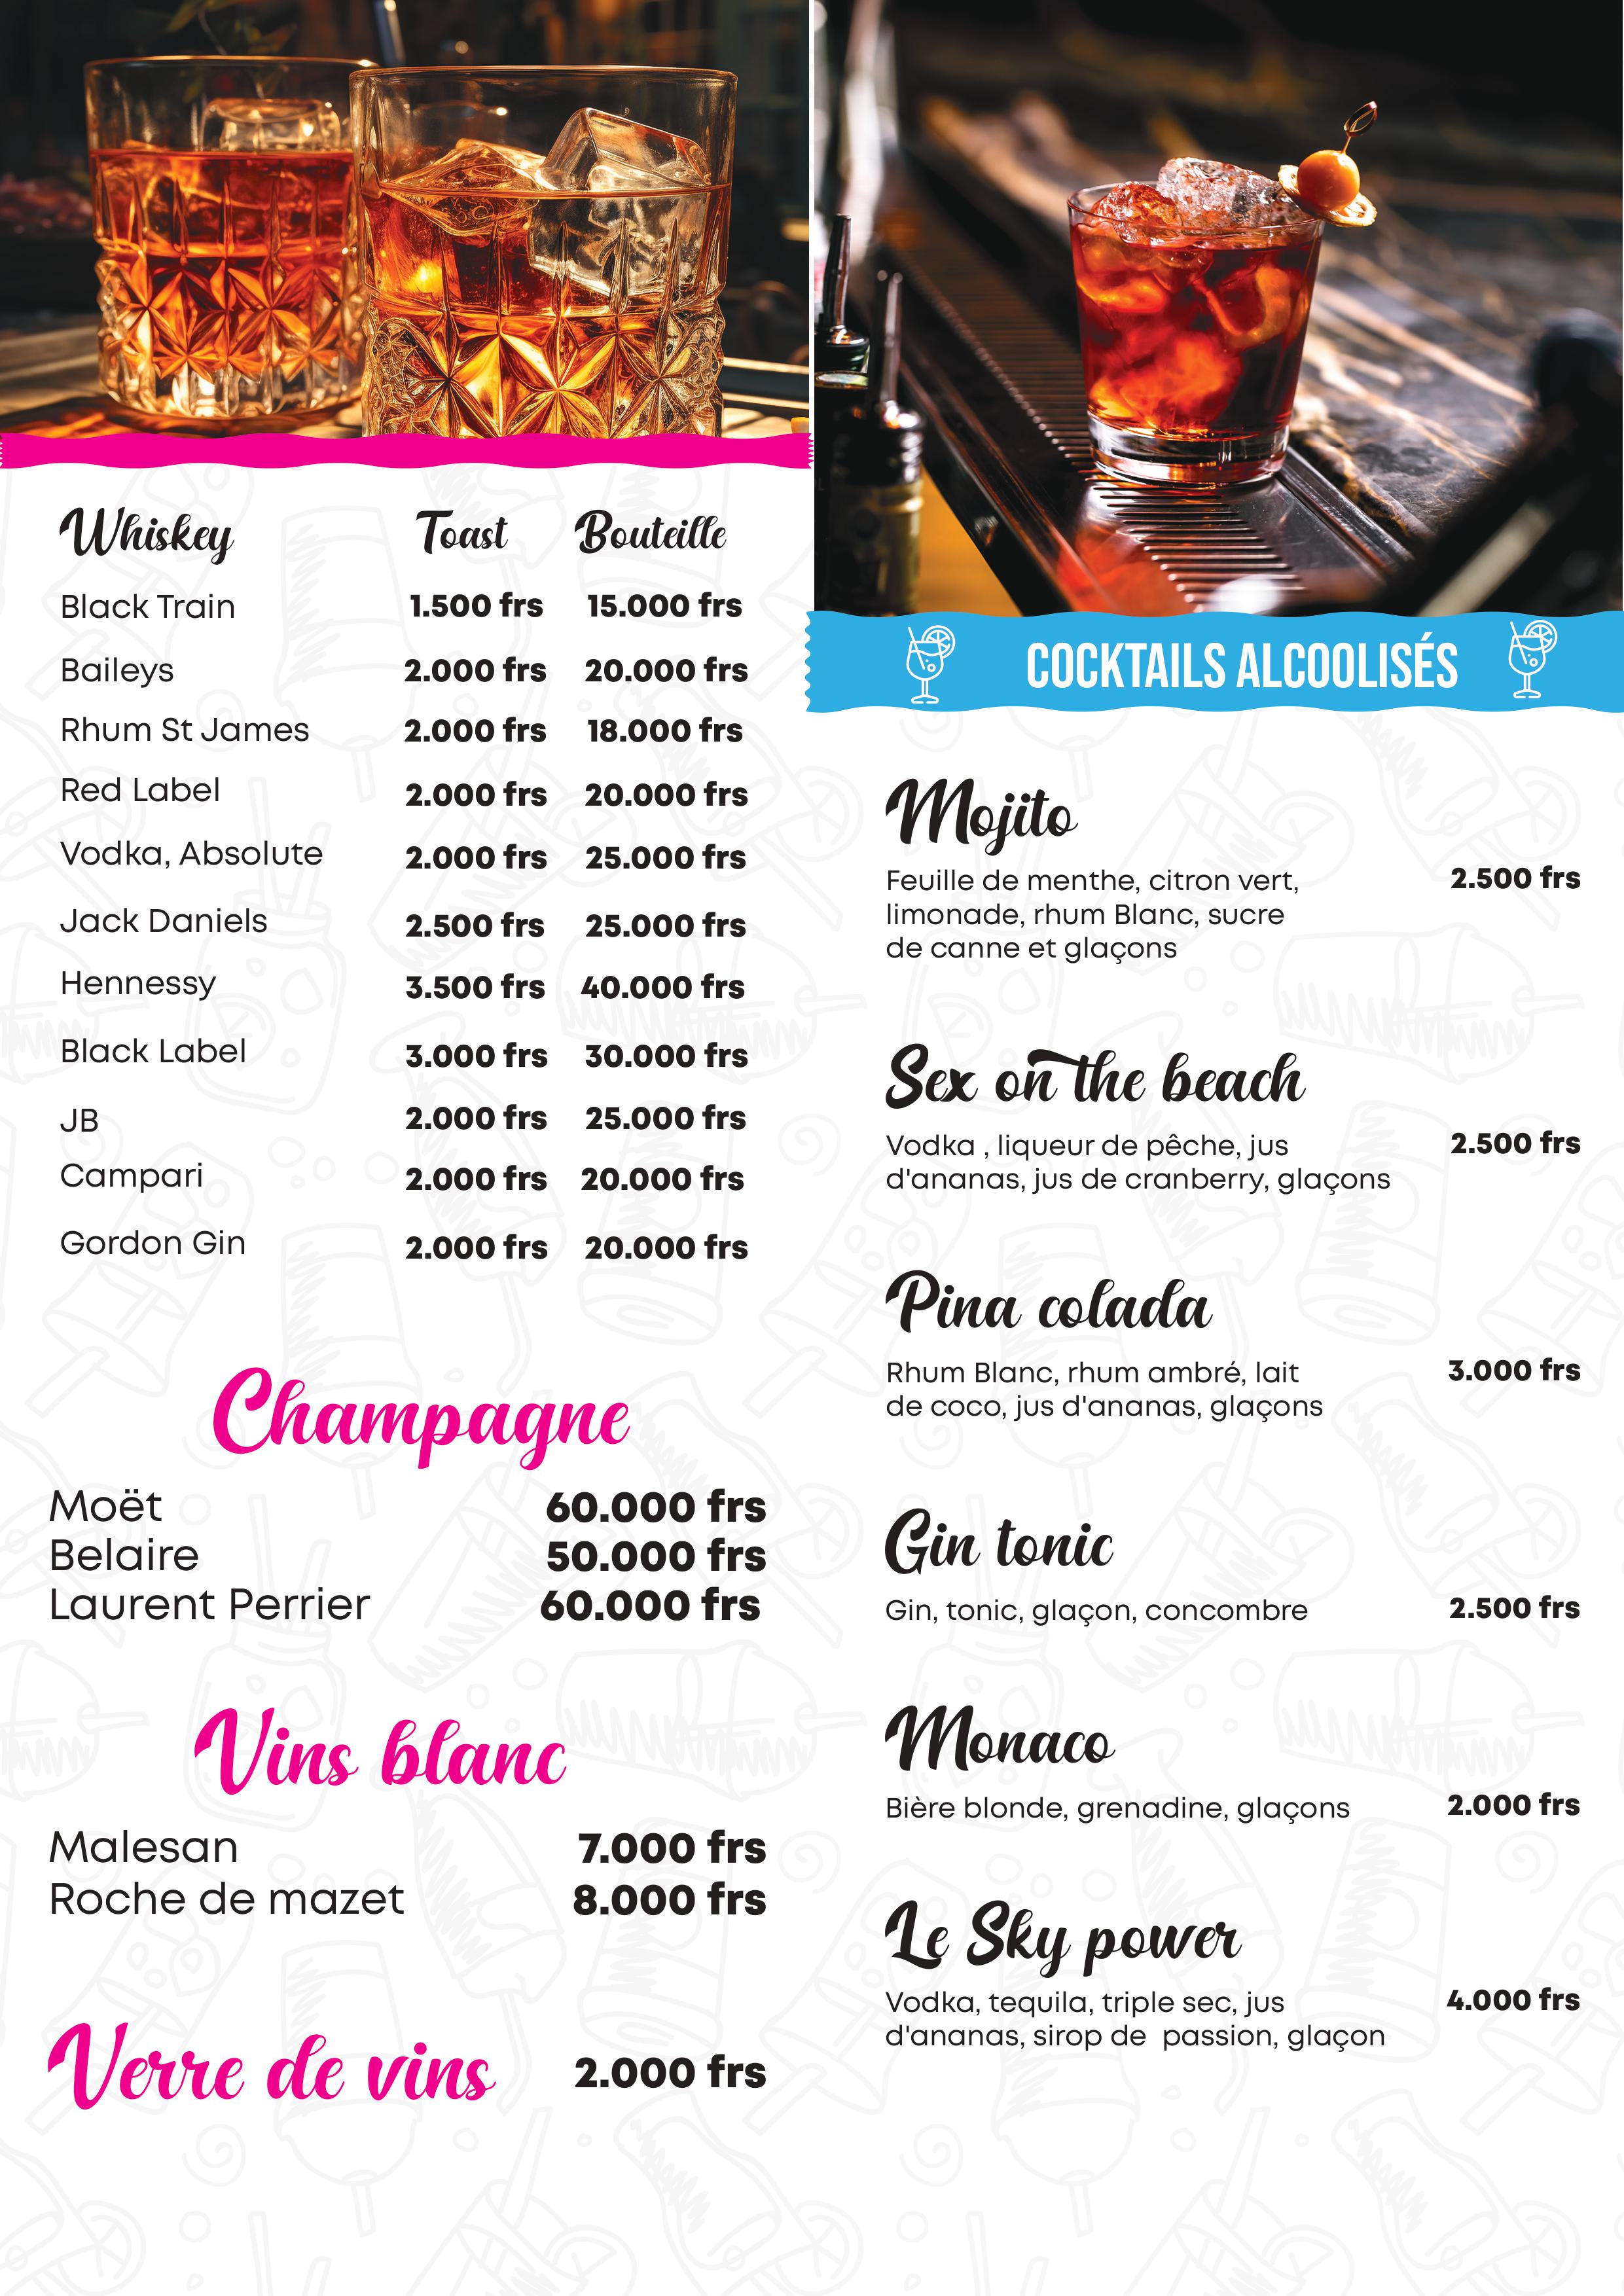 Whiskey Toast Bouteille
Black Train 1.500 frs 15.000 frs
Baileys 2.000 frs 20.000 frs
Rhum St James 2.000 frs 18.000 frs
Red Label 2.000 frs 20.000 frs
Vodka, Absolute 2.000 frs 25.000 frs
Jack Daniels 2.500 frs 25.000 frs
Hennessy 3.500 frs 40.000 frs
Black Label 3.000 frs 30.000 frs
JB 2.000 frs 25.000 frs
Campari 2.000 frs 20.000 frs
Gordon Gin 2.000 frs 20.000 frs
Champagne
Moët 60.000 frs
Belaire 50.000 frs
Laurent Perrier 60.000 frs
Vins blanc
Malesan 7.000 frs
Roche de mazet 8.000 frs
Verre de vins 2.000 frs
COCKTAILS ALCOOLISÉS
Mojito
Feuille de menthe, citron vert, 2.500 frs
limonade, rhum Blanc, sucre
de canne et glaçons
Sex on the beach
Vodka , liqueur de pêche, jus 2.500 frs
d'ananas, jus de cranberry, glaçons
Pina colada
Rhum Blanc, rhum ambré, lait 3.000 frs
de coco, jus d'ananas, glaçons
Gin tonic
Gin, tonic, glaçon, concombre 2.500 frs
Monaco
Bière blonde, grenadine, glaçons 2.000 frs
Le Sky power
Vodka, tequila, triple sec, jus 4.000 frs
d'ananas, sirop de  passion, glaçon